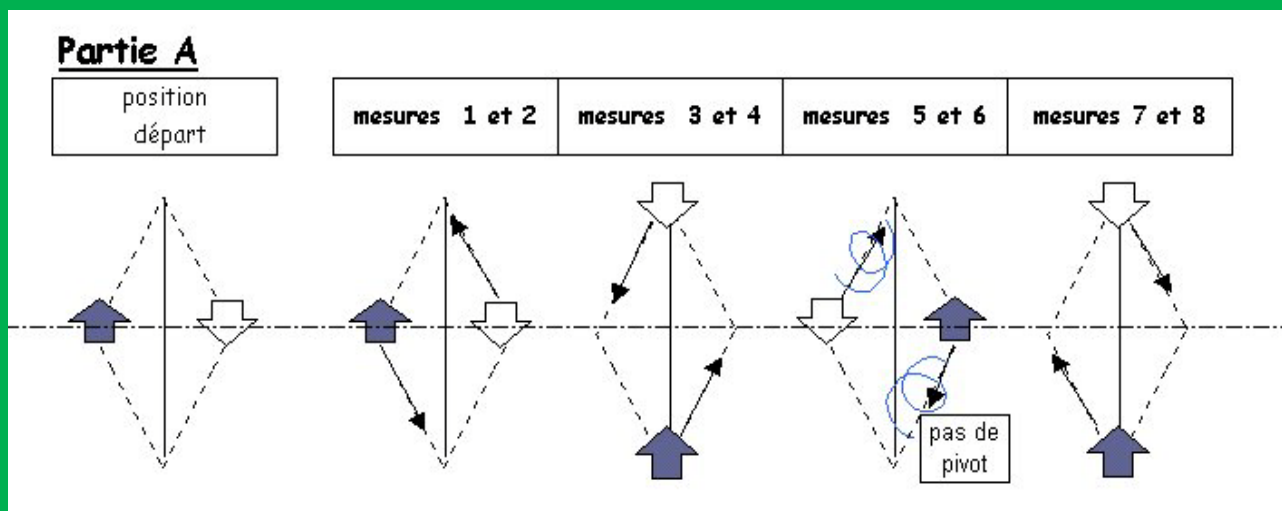 Partie A
position
départ
mesures 1 et 2
mesures 3 et 4
mesures 5 et 6
mesures 7 et 8
pas de
pivot